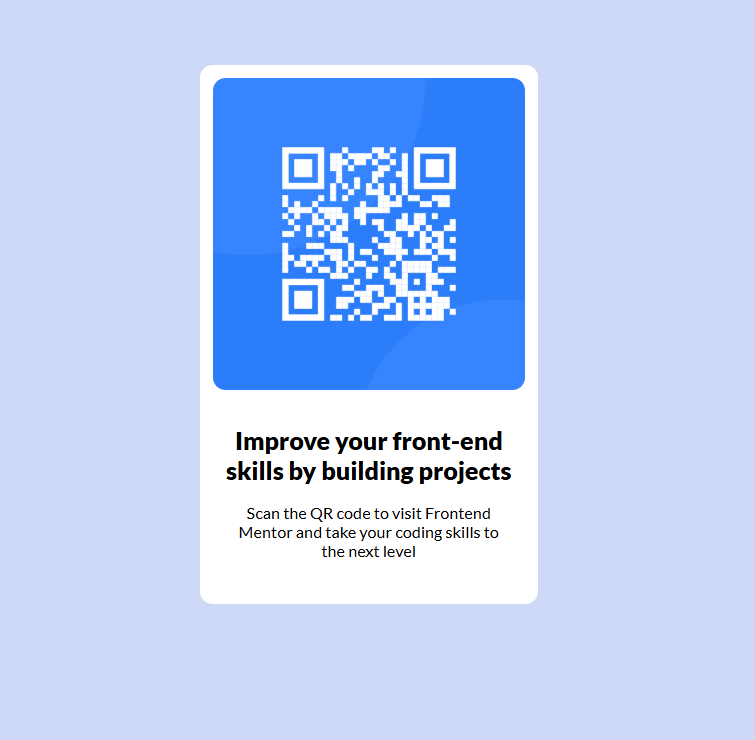 Improve your front-end
skills by building projects
Scan the QR code to visit Frontend
Mentor and take your coding skills to
the next level